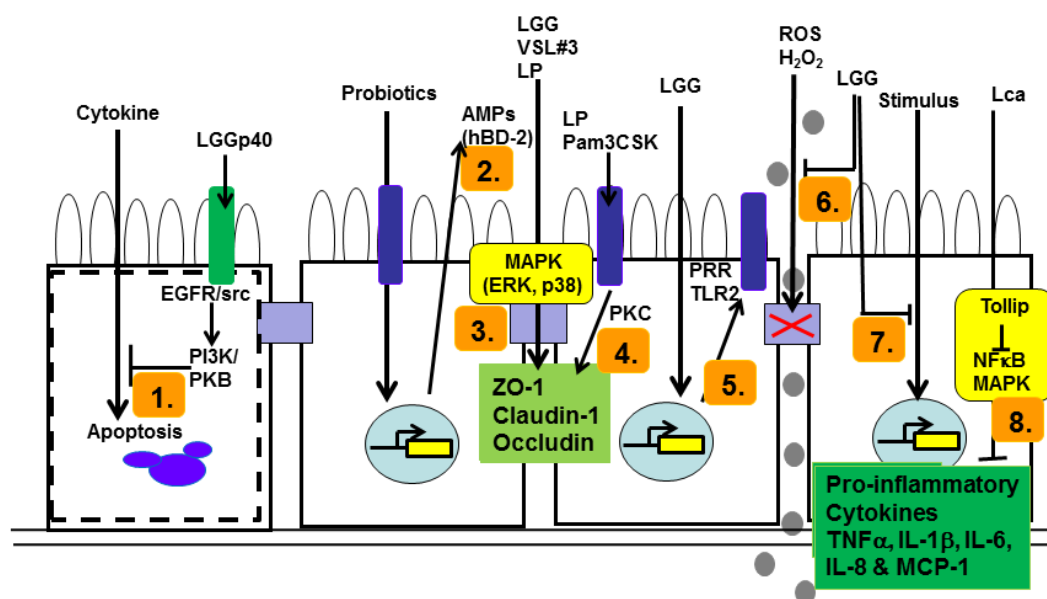 Cytokine
LGGp40
EGFR/src
PI3K/
PKB
1.
Apoptosis
Probiotics
AMPs
(hBD-2)
2.
LGG
VSL#3
LP
MAPK
(ERK, p38)
3.
ZO-1
Claudin-1
Occludin
LP
Pam3CSK
PKC
4.
LGG
PRR
TLR2
5.
ROS
H₂O₂
LGG
6.
7.
Stimulus
Lca
Tollip
NFκB
MAPK
8.
Pro-inflammatory
Cytokines
TNFα, IL-1β, IL-6,
IL-8 & MCP-1